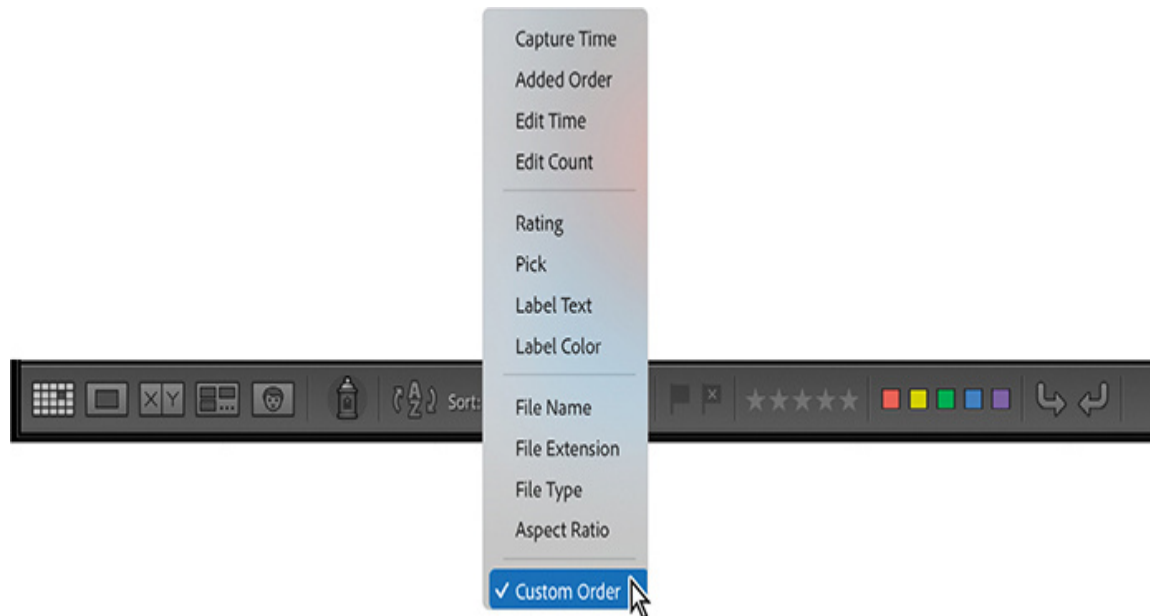 Capture Time
Added Order
Edit Time
Edit Count
Rating
Pick
Label Text
Label Color
X Y
A
Z
Sort:
X
File Name
File Extension
File Type
Aspect Ratio
✓ Custom Order